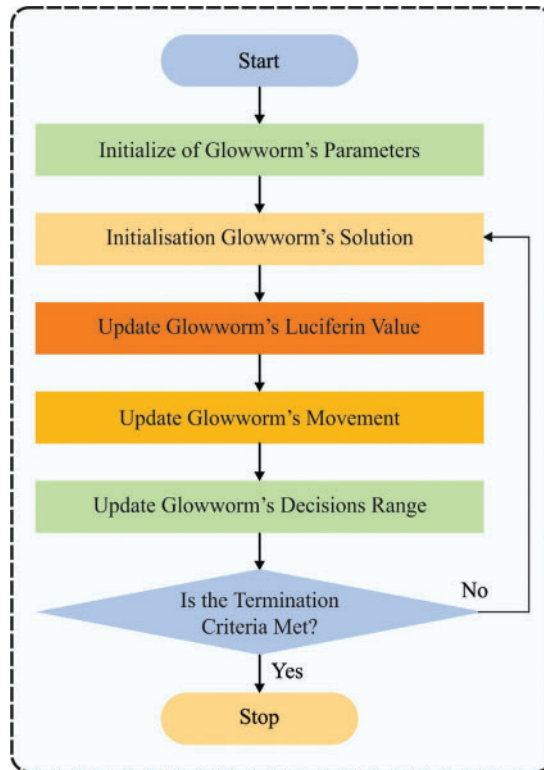 Start
Initialize of Glowworm's Parameters
Initialisation Glowworm's Solution
Update Glowworm's Luciferin Value
Update Glowworm's Movement
Update Glowworm's Decisions Range
Is the Termination
Criteria Met?
No
Yes
Stop